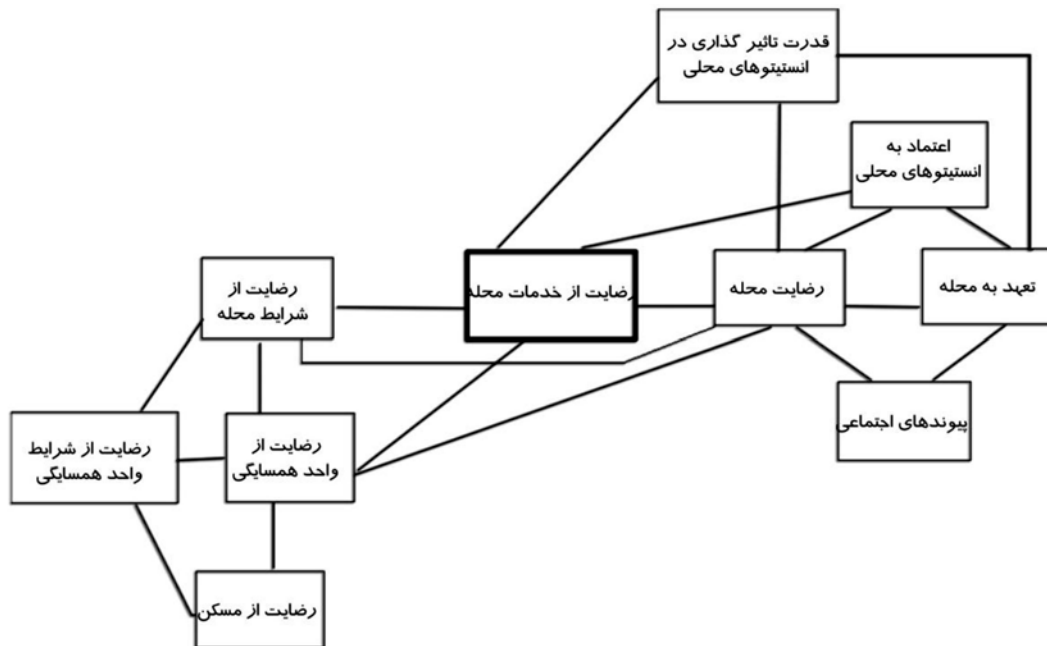 قدرت تاثیر گذاری در
انستیتوهای محلی
اعتماد به
انستیتوهای محلی
تعهد به محله
رضایت محله
رضایت از خدمات محله
رضایت از
شرایط محله
پیوندهای اجتماعی
رضایت از
واحد همسایگی
رضایت از شرایط
واحد همسایگی
رضایت از مسکن